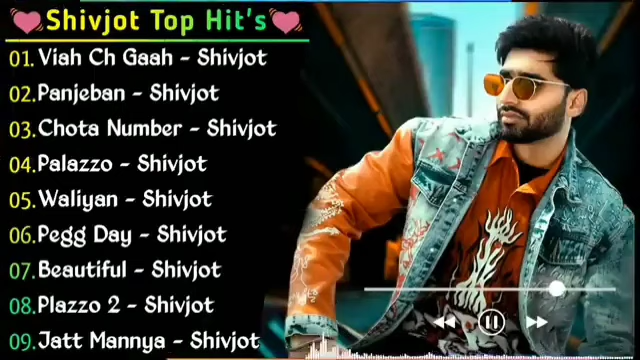 Shivjot Top Hit's
01. Viah Ch Gaah - Shivjot
02. Panjeban - Shivjot
03. Chota Number - Shivjot
04. Palazzo - Shivjot
05. Waliyan - Shivjot
06. Pegg Day - Shivjot
07. Beautiful - Shivjot
08. Plazzo 2 - Shivjot
09. Jatt Mannya - Shivjot